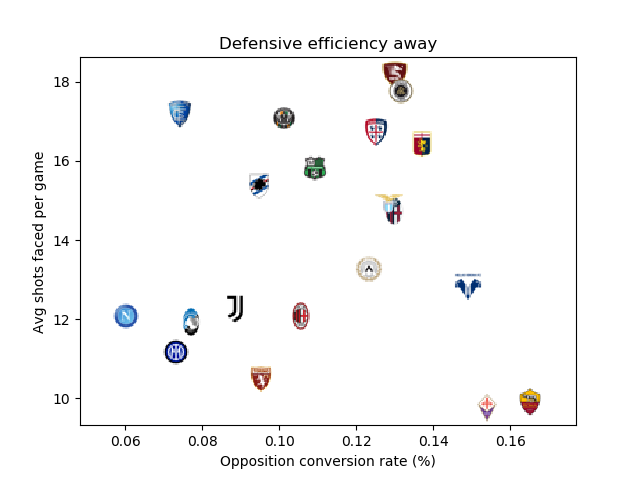 Defensive efficiency away
Avg shots faced per game
18
16
14
12
10
0.06
0.08
0.10
0.12
0.14
0.16
Opposition conversion rate (%)
N